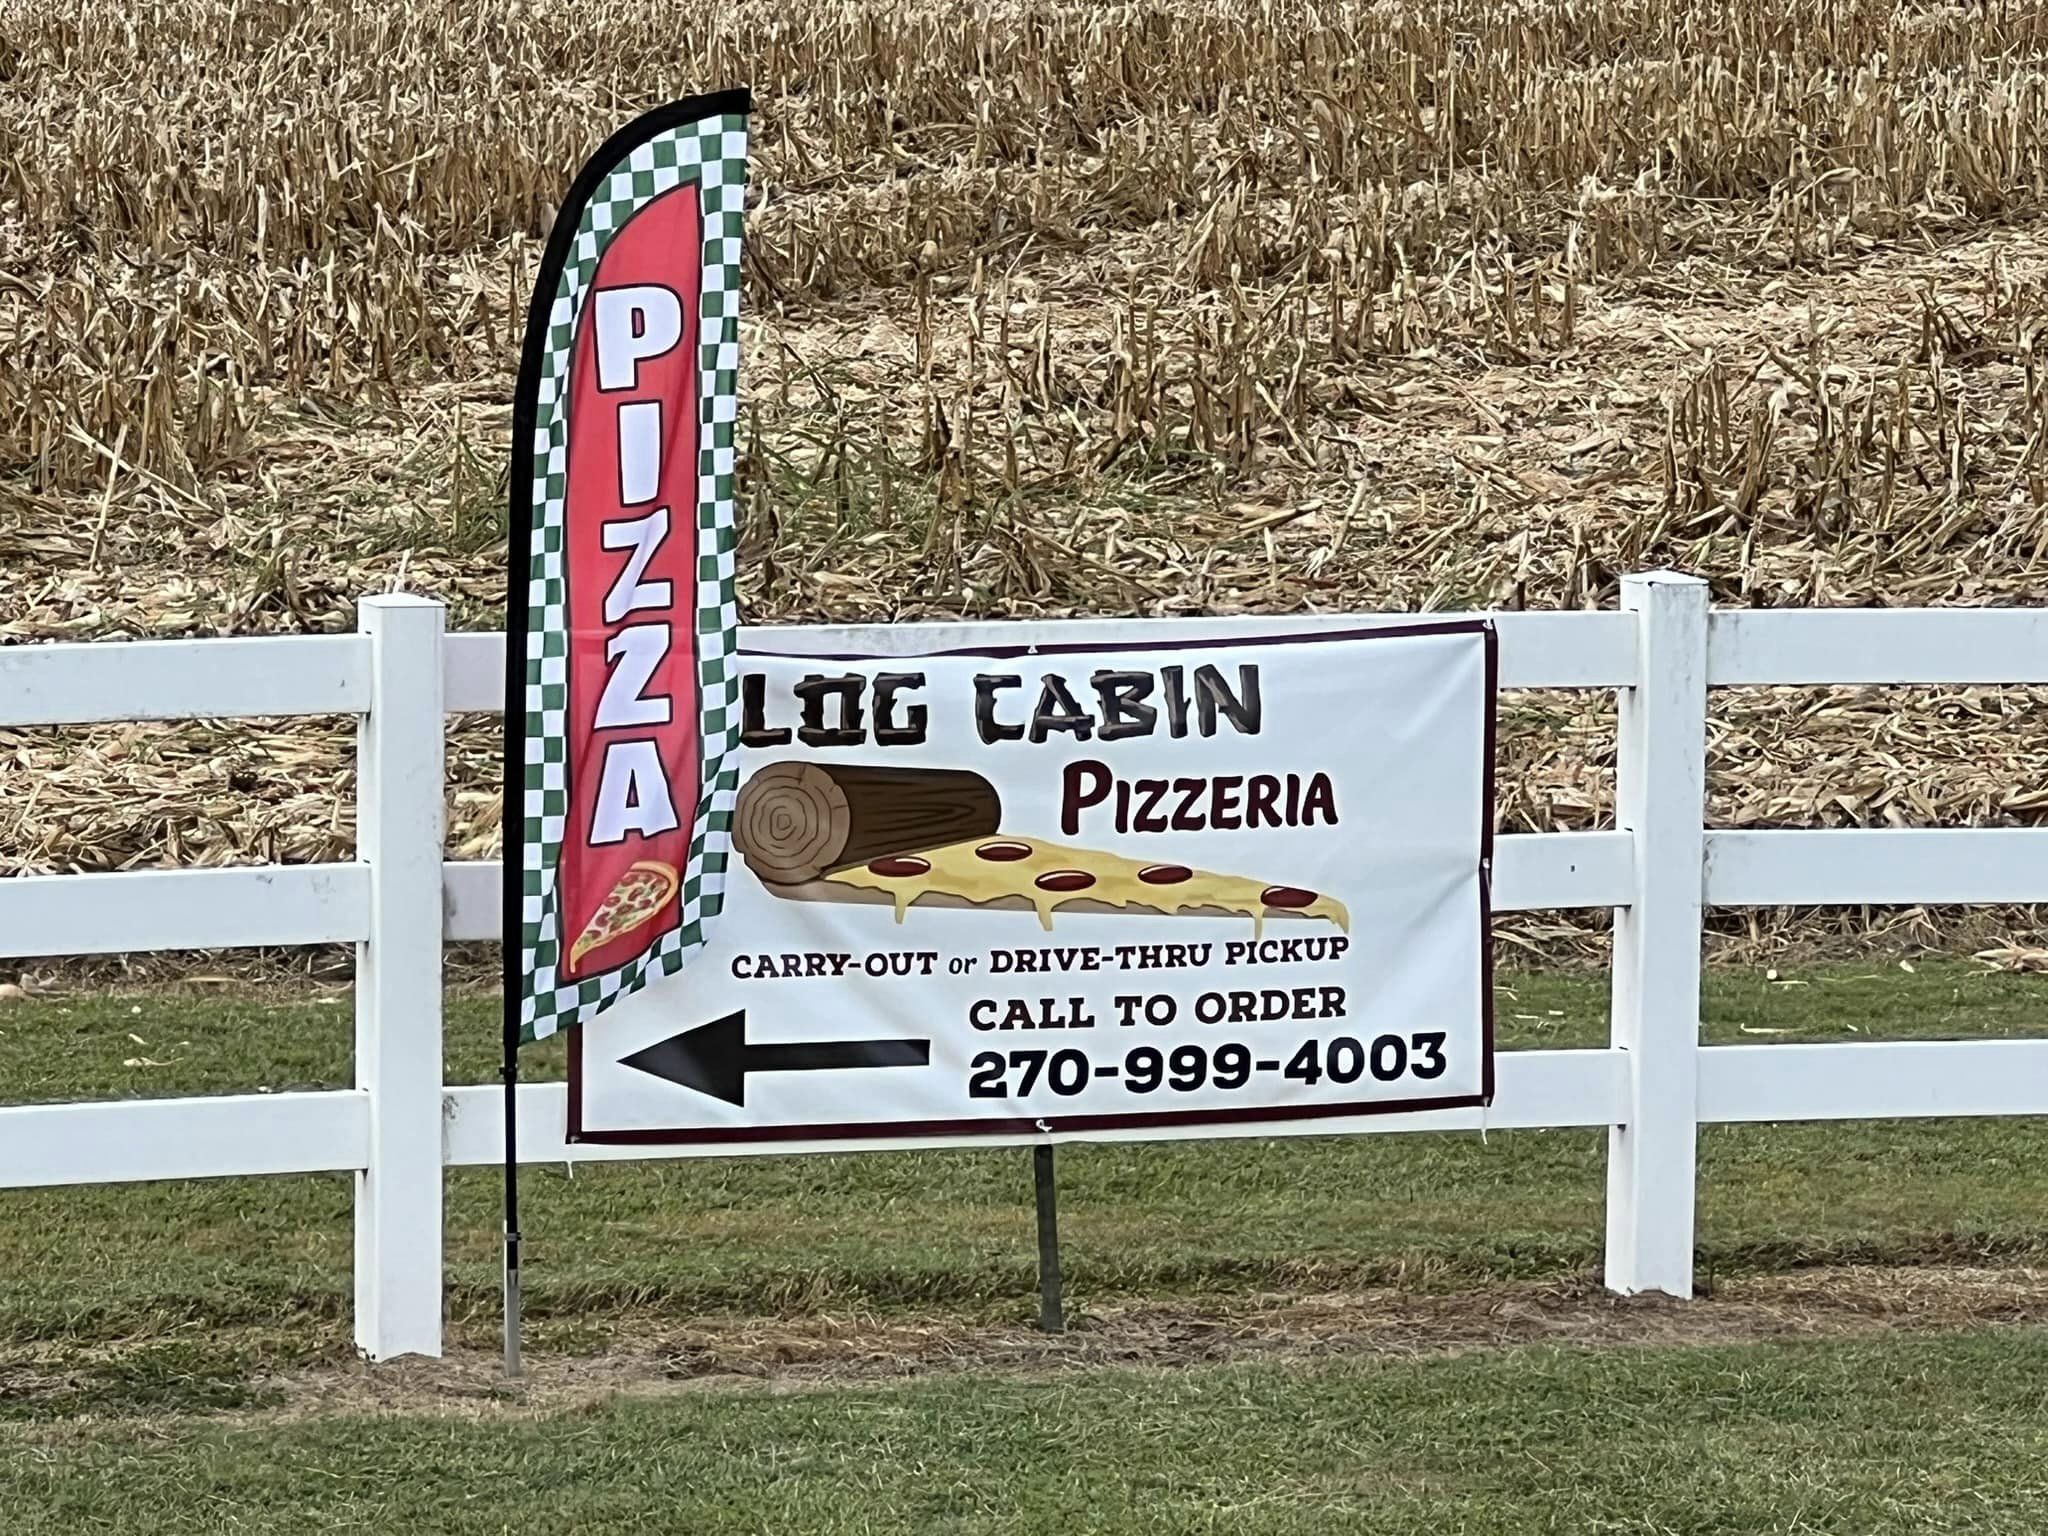 PIZZA
LOG CABIN
PIZZERIA
CARRY-OUT or DRIVE-THRU PICKUP
CALL TO ORDER
270-999-4003